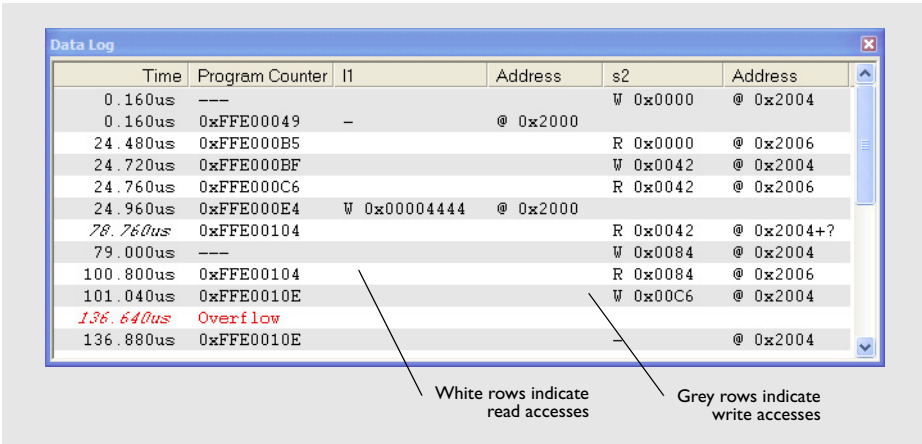 Data Log
Time Program Counter l1 Address s2 Address
0.160us --- W 0x0000 @ 0x2004
0.160us 0xFFE00049 - @ 0x2000
24.480us 0xFFE000B5 R 0x0000 @ 0x2006
24.720us 0xFFE000BF W 0x0042 @ 0x2004
24.760us 0xFFE000C6 R 0x0042 @ 0x2006
24.960us 0xFFE000E4 W 0x00004444 @ 0x2000
78.760us 0xFFE00104 R 0x0042 @ 0x2004+?
79.000us --- W 0x0084 @ 0x2004
100.800us 0xFFE00104 R 0x0084 @ 0x2006
101.040us 0xFFE0010E W 0x00C6 @ 0x2004
136.640us Overflow
136.880us 0xFFE0010E - @ 0x2004
White rows indicate
read accesses
Grey rows indicate
write accesses